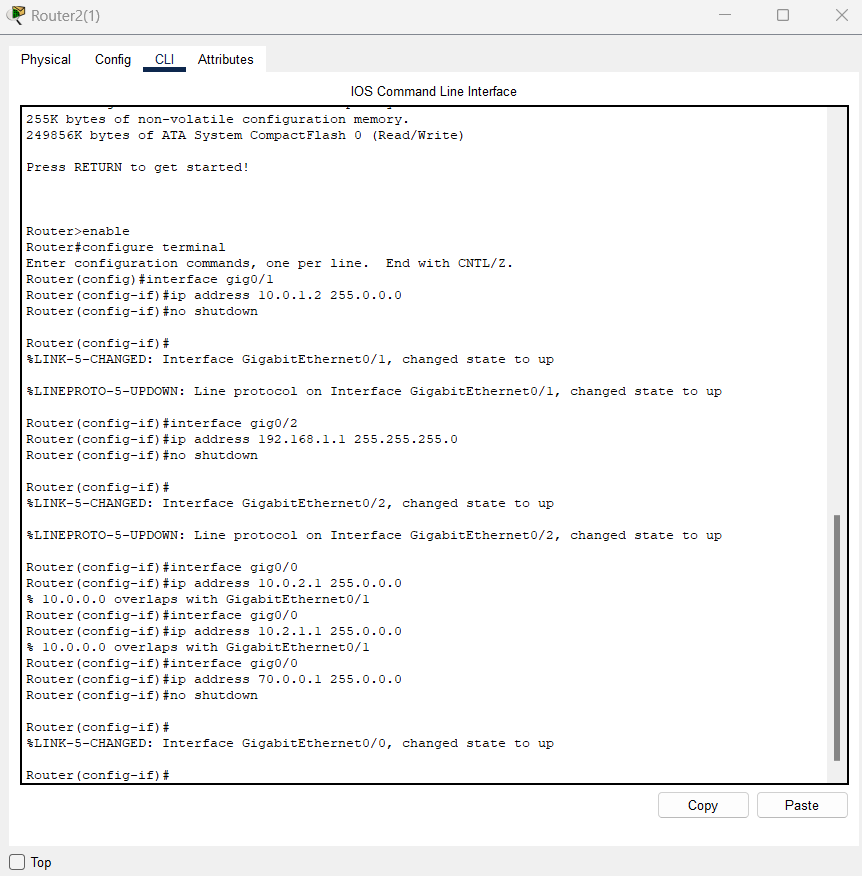 Router2(1)
Physical Config CLI Attributes
IOS Command Line Interface
255K bytes of non-volatile configuration memory.
249856K bytes of ATA System CompactFlash 0 (Read/Write)
Press RETURN to get started!
Router>enable
Router#configure terminal
Enter configuration commands, one per line.  End with CNTL/Z.
Router(config)#interface gig0/1
Router(config-if)#ip address 10.0.1.2 255.0.0.0
Router(config-if)#no shutdown
Router(config-if)#
%LINK-5-CHANGED: Interface GigabitEthernet0/1, changed state to up
%LINEPROTO-5-UPDOWN: Line protocol on Interface GigabitEthernet0/1, changed state to up
Router(config-if)#interface gig0/2
Router(config-if)#ip address 192.168.1.1 255.255.255.0
Router(config-if)#no shutdown
Router(config-if)#
%LINK-5-CHANGED: Interface GigabitEthernet0/2, changed state to up
%LINEPROTO-5-UPDOWN: Line protocol on Interface GigabitEthernet0/2, changed state to up
Router(config-if)#interface gig0/0
Router(config-if)#ip address 10.0.2.1 255.0.0.0
% 10.0.0.0 overlaps with GigabitEthernet0/1
Router(config-if)#interface gig0/0
Router(config-if)#ip address 10.2.1.1 255.0.0.0
% 10.0.0.0 overlaps with GigabitEthernet0/1
Router(config-if)#interface gig0/0
Router(config-if)#ip address 70.0.0.1 255.0.0.0
Router(config-if)#no shutdown
Router(config-if)#
%LINK-5-CHANGED: Interface GigabitEthernet0/0, changed state to up
Router(config-if)#
Copy Paste
Top